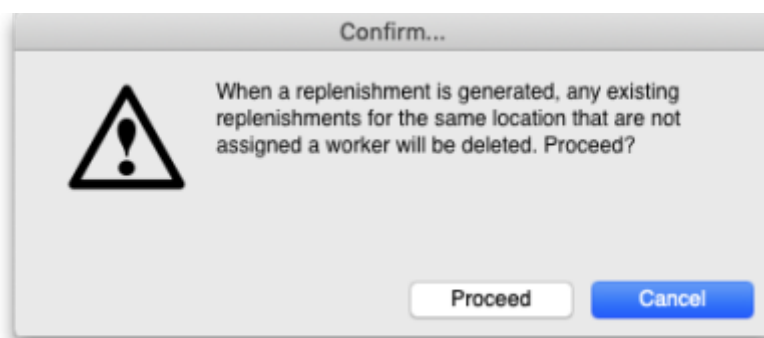 Confirm...
When a replenishment is generated, any existing
replenishments for the same location that are not
assigned a worker will be deleted. Proceed?
Proceed
Cancel